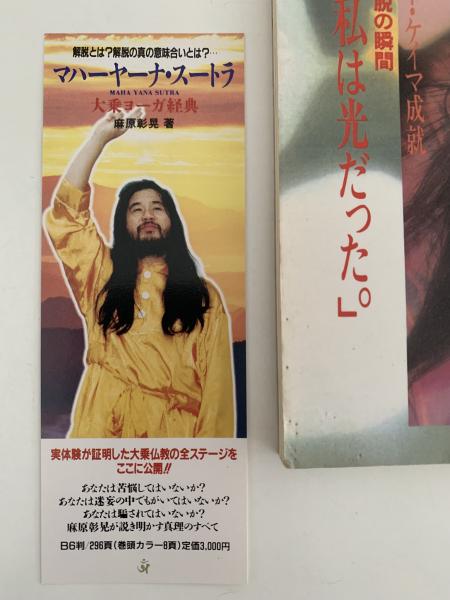 解脱とは?解脱の真の意味合いとは?…
マハーヤーナ・スートラ
MAHA YANA SUTRA
大乗ヨーガ経典
麻原彰晃 著
実体験が証明した大乗仏教の全ステージを
ここに公開!!
あなたは苦悩してはいないか?
あなたは迷妄の中でもがいてはいないか?
あなたは騙されてはいないか?
麻原彰晃が説き明かす真理のすべて
B6判/296頁(巻頭カラー8頁)定価3,000円
・ケイマ成就
脱の瞬間
私は光だった。」